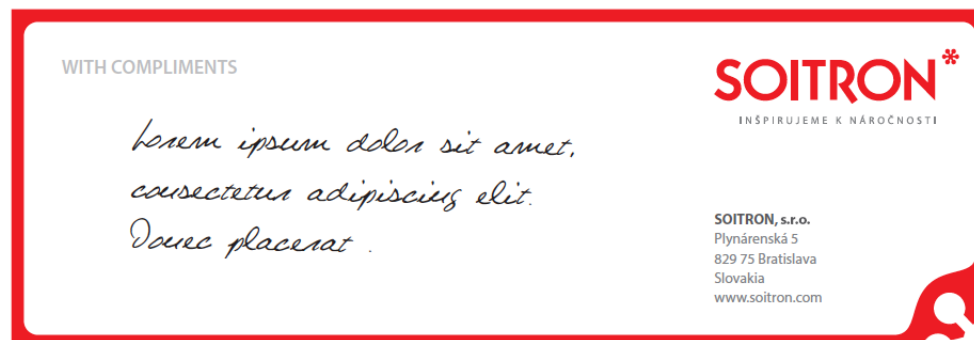 WITH COMPLIMENTS
Lorem ipsum dolor sit amet,
consectetur adipiscing elit.
Donec placerat.
SOITRON*
INŠPIRUJEME K NÁROČNOSTI
SOITRON, s.r.o.
Plynárenská 5
829 75 Bratislava
Slovakia
www.soitron.com